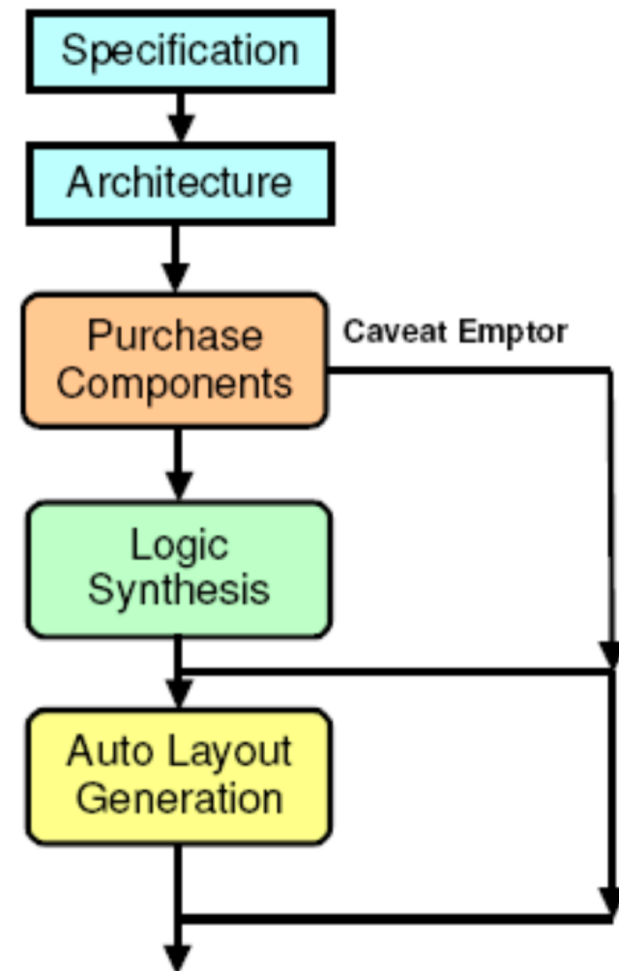 Specification
Architecture
Purchase
Components
Caveat Emptor
Logic
Synthesis
Auto Layout
Generation